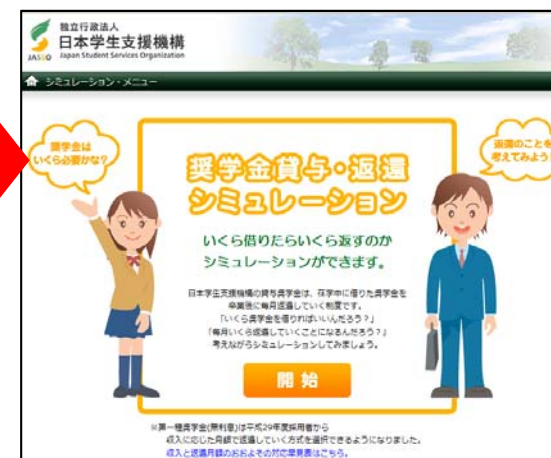 独立行政法人
日本学生支援機構
JASSO Japan Student Services Organization
シミュレーション・メニュー
奨学金は
いくら必要かな？
返還のことを
考えてみよう！
奨学金貸与・返還
シミュレーション
いくら借りたらいくら返すのか
シミュレーションができます。
日本学生支援機構の貸与奨学金は、在学中に借りた奨学金を
卒業後に毎月返還していく制度です。
「いくら奨学金を借りればいいんだろう？」
「毎月いくら返還していくことになるんだろう？」
考えながらシミュレーションしてみましょう。
開 始
※第一種奨学金(無利息)は平成29年度採用者から
収入に応じた月額で返還していく方式を選択できるようになりました。
収入と返還月額のおおよその対応早見表はこちら。